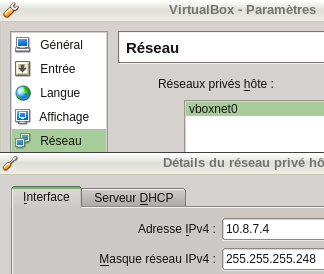 VirtualBox - Paramètres
Général
Entrée
Langue
Affichage
Réseau
Réseau
Réseaux privés hôte :
vboxnet0
Détails du réseau privé hô
Interface
Serveur DHCP
Adresse IPv4 : 10.8.7.4
Masque réseau IPv4 : 255.255.255.248